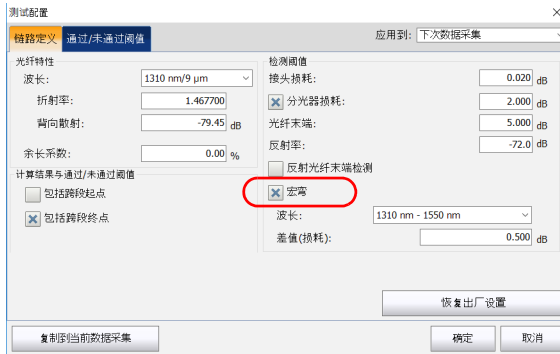 测试配置
链路定义 通过/未通过阈值 应用到: 下次数据采集
光纤特性
波长: 1310 nm/9 µm
折射率: 1.467700
背向散射: -79.45 dB
余长系数: 0.00 %
计算结果与通过/未通过阈值
包括跨段起点
包括跨段终点
检测阈值
接头损耗: 0.020 dB
分光器损耗: 2.000 dB
光纤末端: 5.000 dB
反射率: -72.0 dB
反射光纤末端检测
宏弯
波长: 1310 nm - 1550 nm
差值(损耗): 0.500 dB
恢复出厂设置
复制到当前数据采集 确定 取消